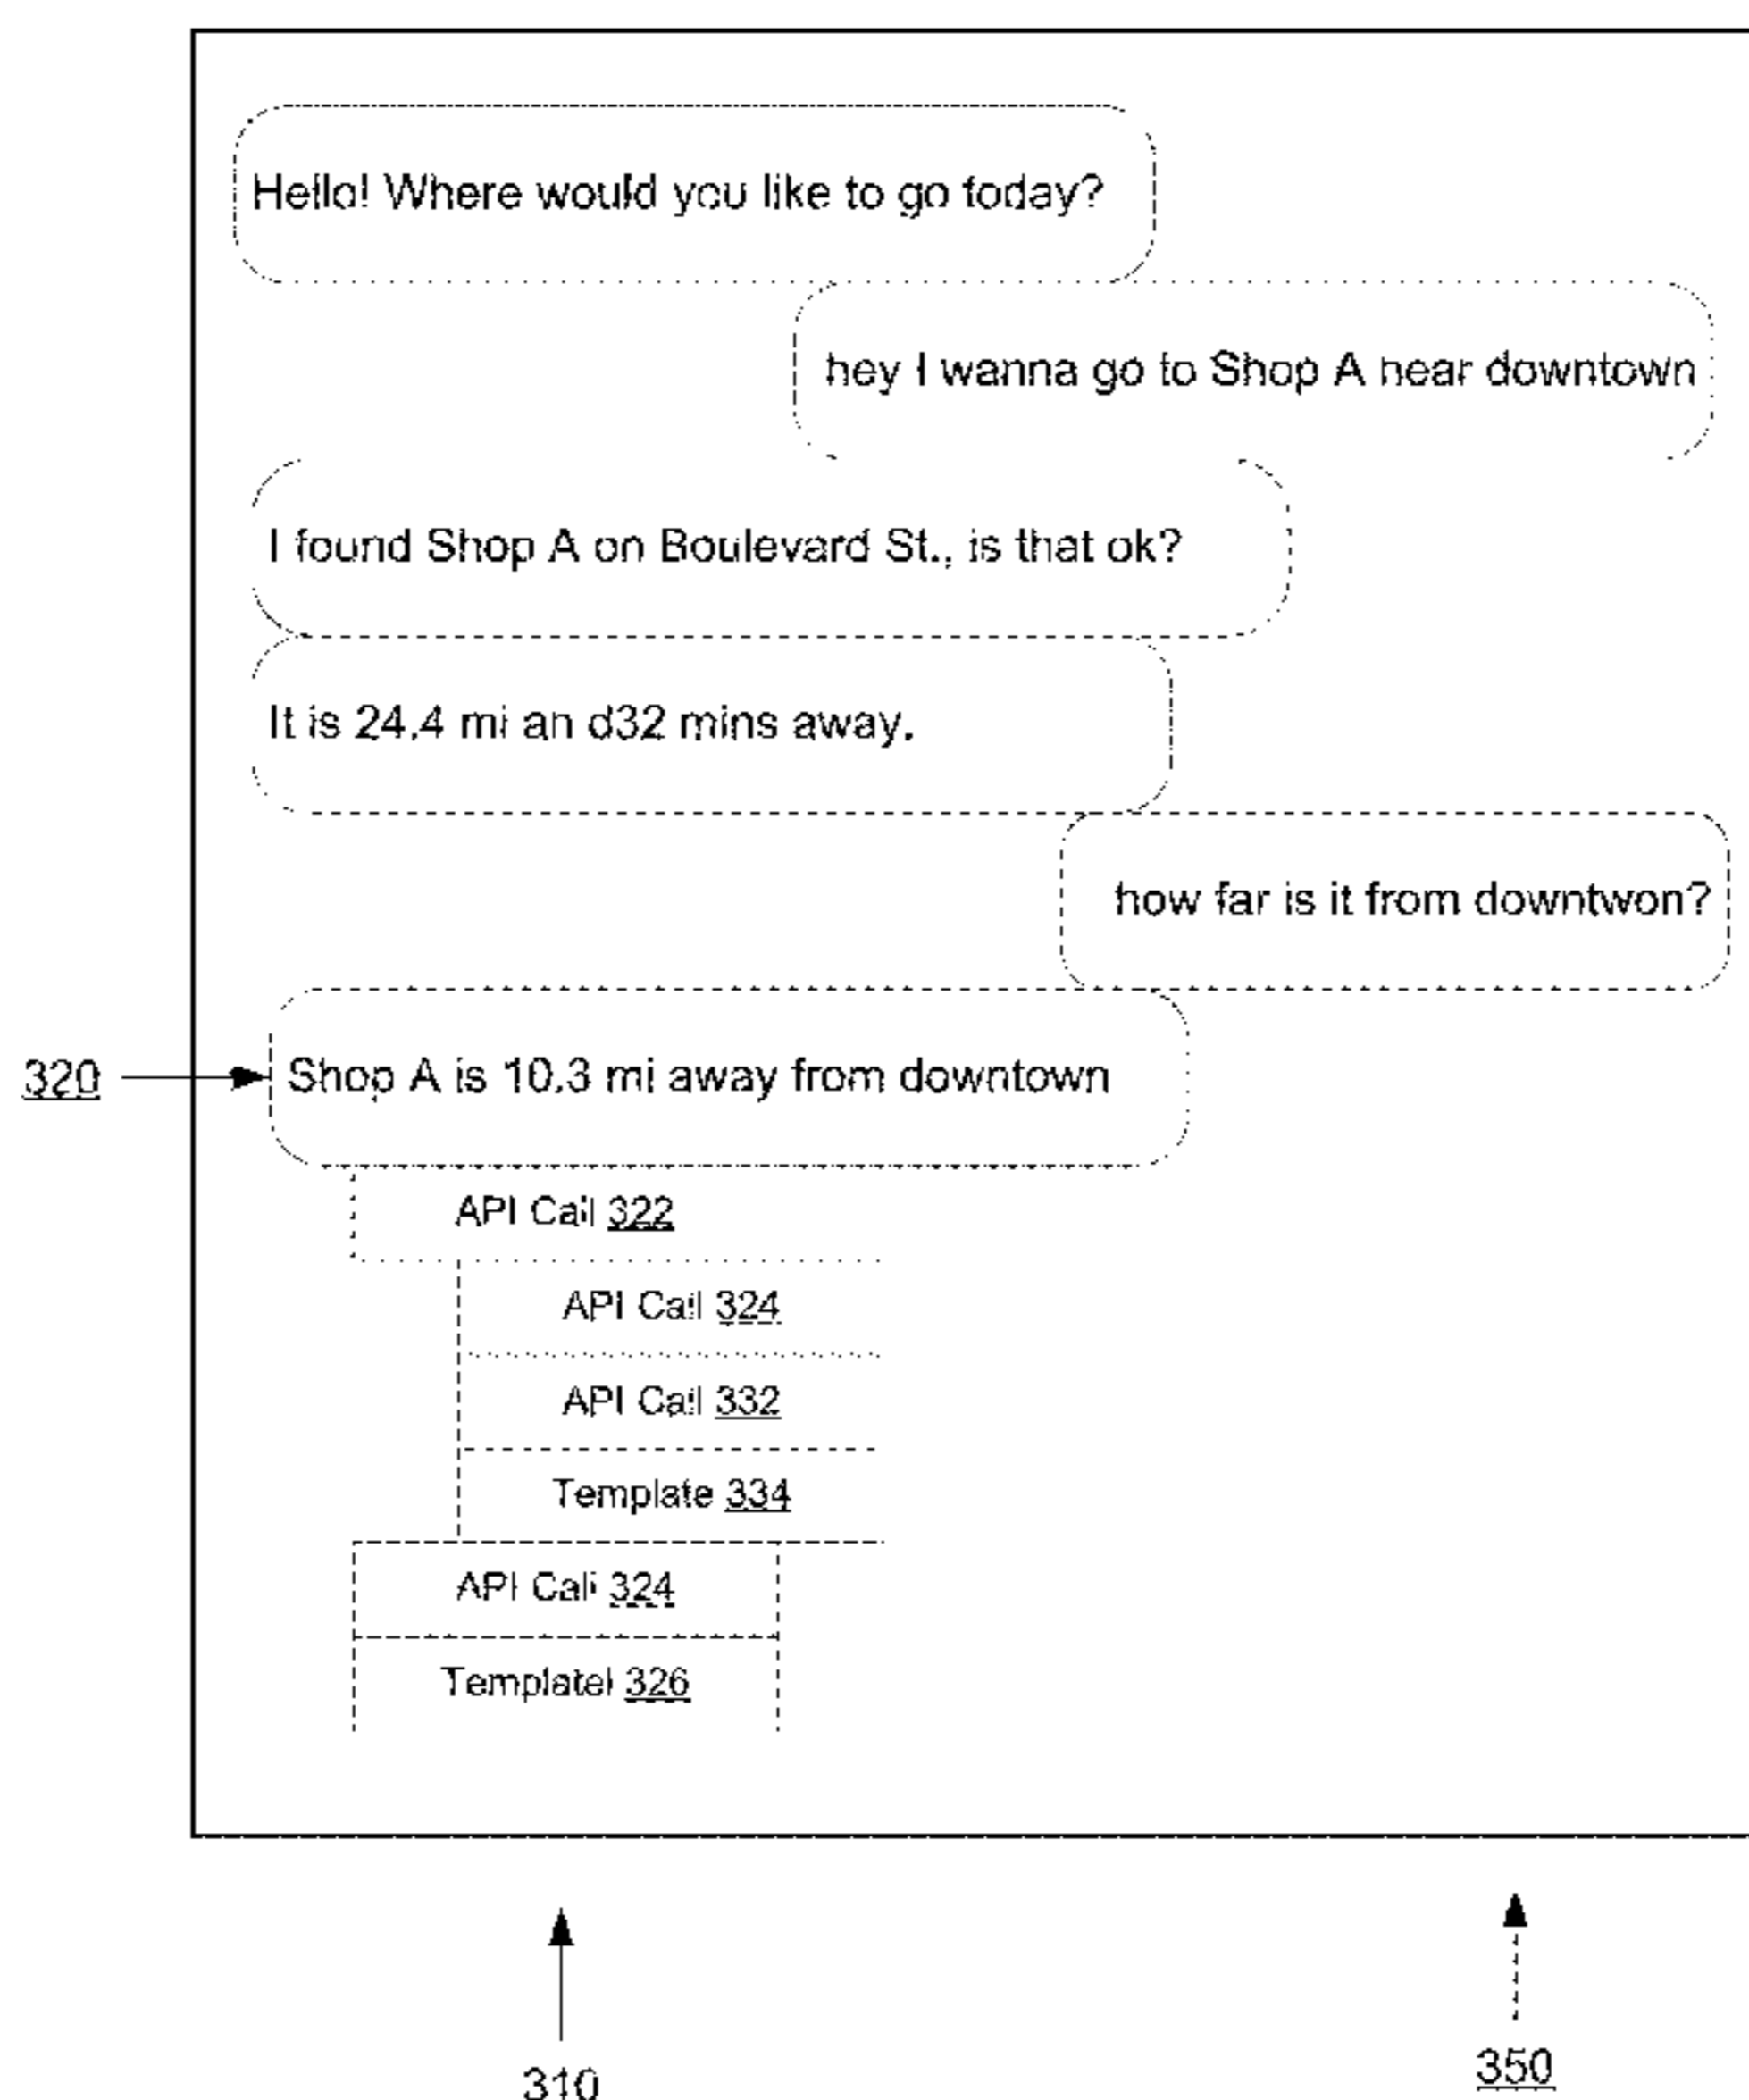 Hello! Where would you like to go today?
hey I wanna go to Shop A near downtown
I found Shop A on Boulevard St., is that ok?
It is 24.4 mi an d32 mins away.
how far is it from downtwon?
320
Shop A is 10.3 mi away from downtown
API Call 322
API Call 324
API Call 332
Template 334
API Call 324
Templatel 326
310
350